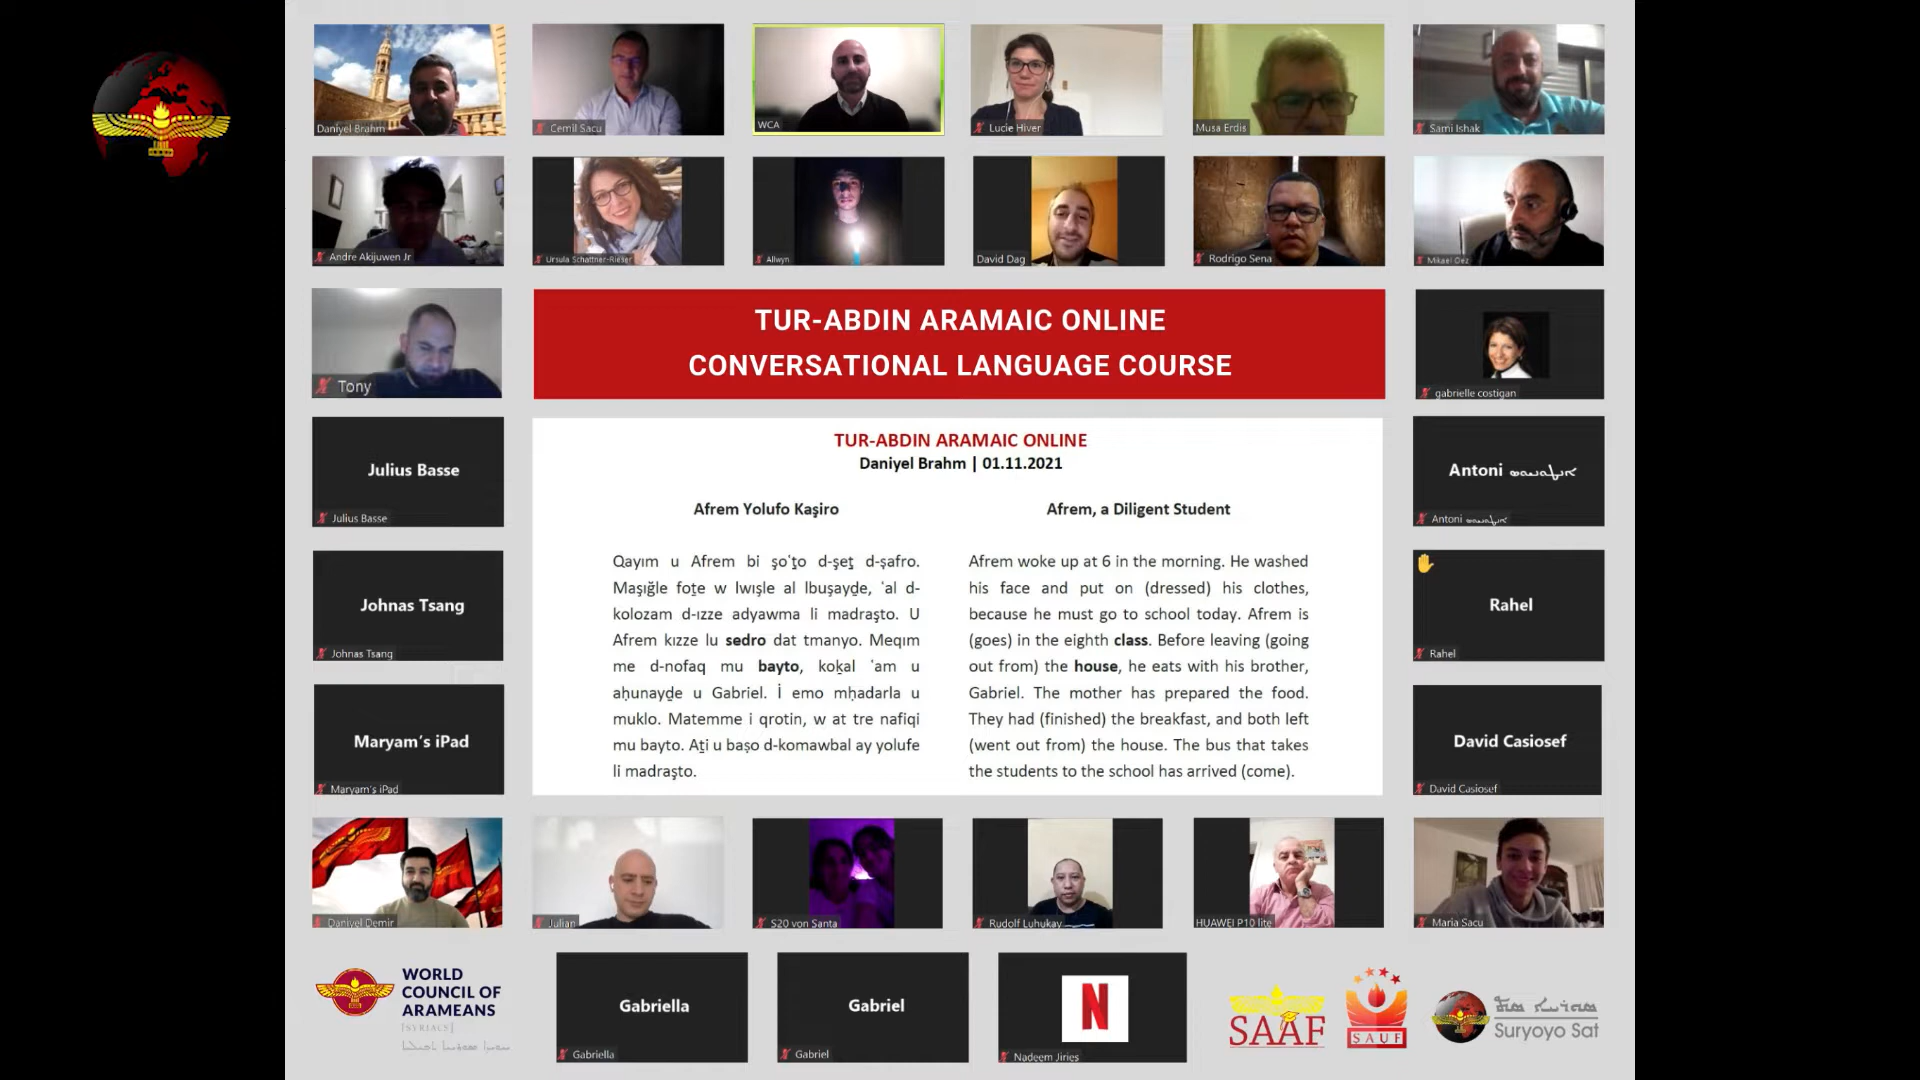 Daniyel Brahm
Cemil Sacu
WCA
Lucie Hiver
Musa Erdis
Sami Ishak
Andre Akijuwen Jr
Ursula Schattner-Rieser
Allwyn
David Dag
Rodrigo Sena
Mikael Oez
Tony
TUR-ABDIN ARAMAIC ONLINE
CONVERSATIONAL LANGUAGE COURSE
gabrielle costigan
Julius Basse
Julius Basse
Johnas Tsang
Johnas Tsang
Maryam's iPad
Maryam's iPad
TUR-ABDIN ARAMAIC ONLINE
Daniyel Brahm | 01.11.2021
Afrem Yolufo Kaşiro
Qayım u Afrem bi şoʿṯo d-şeṯ d-ṣafro.
Maşığle foṯe w lwışle al lbuşayḏe, ʿal d-
kolozam d-ızze adyawma li madraşto. U
Afrem kızze lu sedro dat tmanyo. Meqım
me d-nofaq mu bayto, koḵal ʿam u
aḥunayḏe u Gabriel. İ emo mḥadarla u
muklo. Matemme i qrotin, w at tre nafiqi
mu bayto. Aṯi u baṣo d-komawbal ay yolufe
li madraşto.
Afrem, a Diligent Student
Afrem woke up at 6 in the morning. He washed
his face and put on (dressed) his clothes,
because he must go to school today. Afrem is
(goes) in the eighth class. Before leaving (going
out from) the house, he eats with his brother,
Gabriel. The mother has prepared the food.
They had (finished) the breakfast, and both left
(went out from) the house. The bus that takes
the students to the school has arrived (come).
Antoni
Antoni
Rahel
Rahel
David Casiosef
David Casiosef
Daniyel Demir
Julian
S20 von Santa
Rudolf Luhukay
HUAWEI P10 lite
Maria Sacu
WORLD
COUNCIL OF
ARAMEANS
[SYRIACS]
Gabriella
Gabriella
Gabriel
Gabriel
N
Nadeem Jiries
SAAF
SAUF
Suryoyo Sat